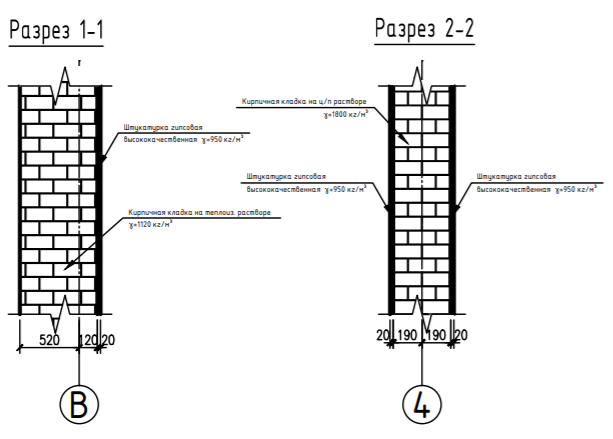 Разрез 1-1
Разрез 2-2
Кирпичная кладка на ц/п растворе
γ=1800 кг/м³
Штукатурка гипсовая
высококачественная γ=950 кг/м³
Штукатурка гипсовая
высококачественная γ=950 кг/м³
Штукатурка гипсовая
высококачественная γ=950 кг/м³
Кирпичная кладка на теплоиз. растворе
γ=1120 кг/м³
520 120 20
20 190 190 20
В
4